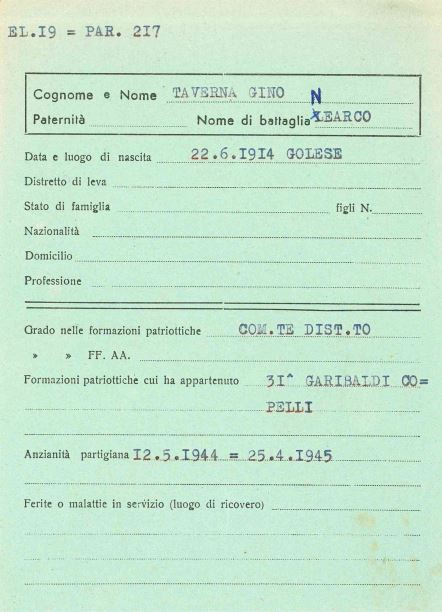 EL.I9 = PAR. 2I7
Cognome e Nome TAVERNA GINO
N
Paternità Nome di battaglia LEARCO
Data e luogo di nascita 22.6.I9I4 GOLESE
Distretto di leva
Stato di famiglia figli N.
Nazionalità
Domicilio
Professione
Grado nelle formazioni patriottiche COM.TE DIST.TO
» » FF. AA.
Formazioni patriottiche cui ha appartenuto 3I^ GARIBALDI CO=
PELLI
Anzianità partigiana I2.5.I944 = 25.4.I945
Ferite o malattie in servizio (luogo di ricovero)